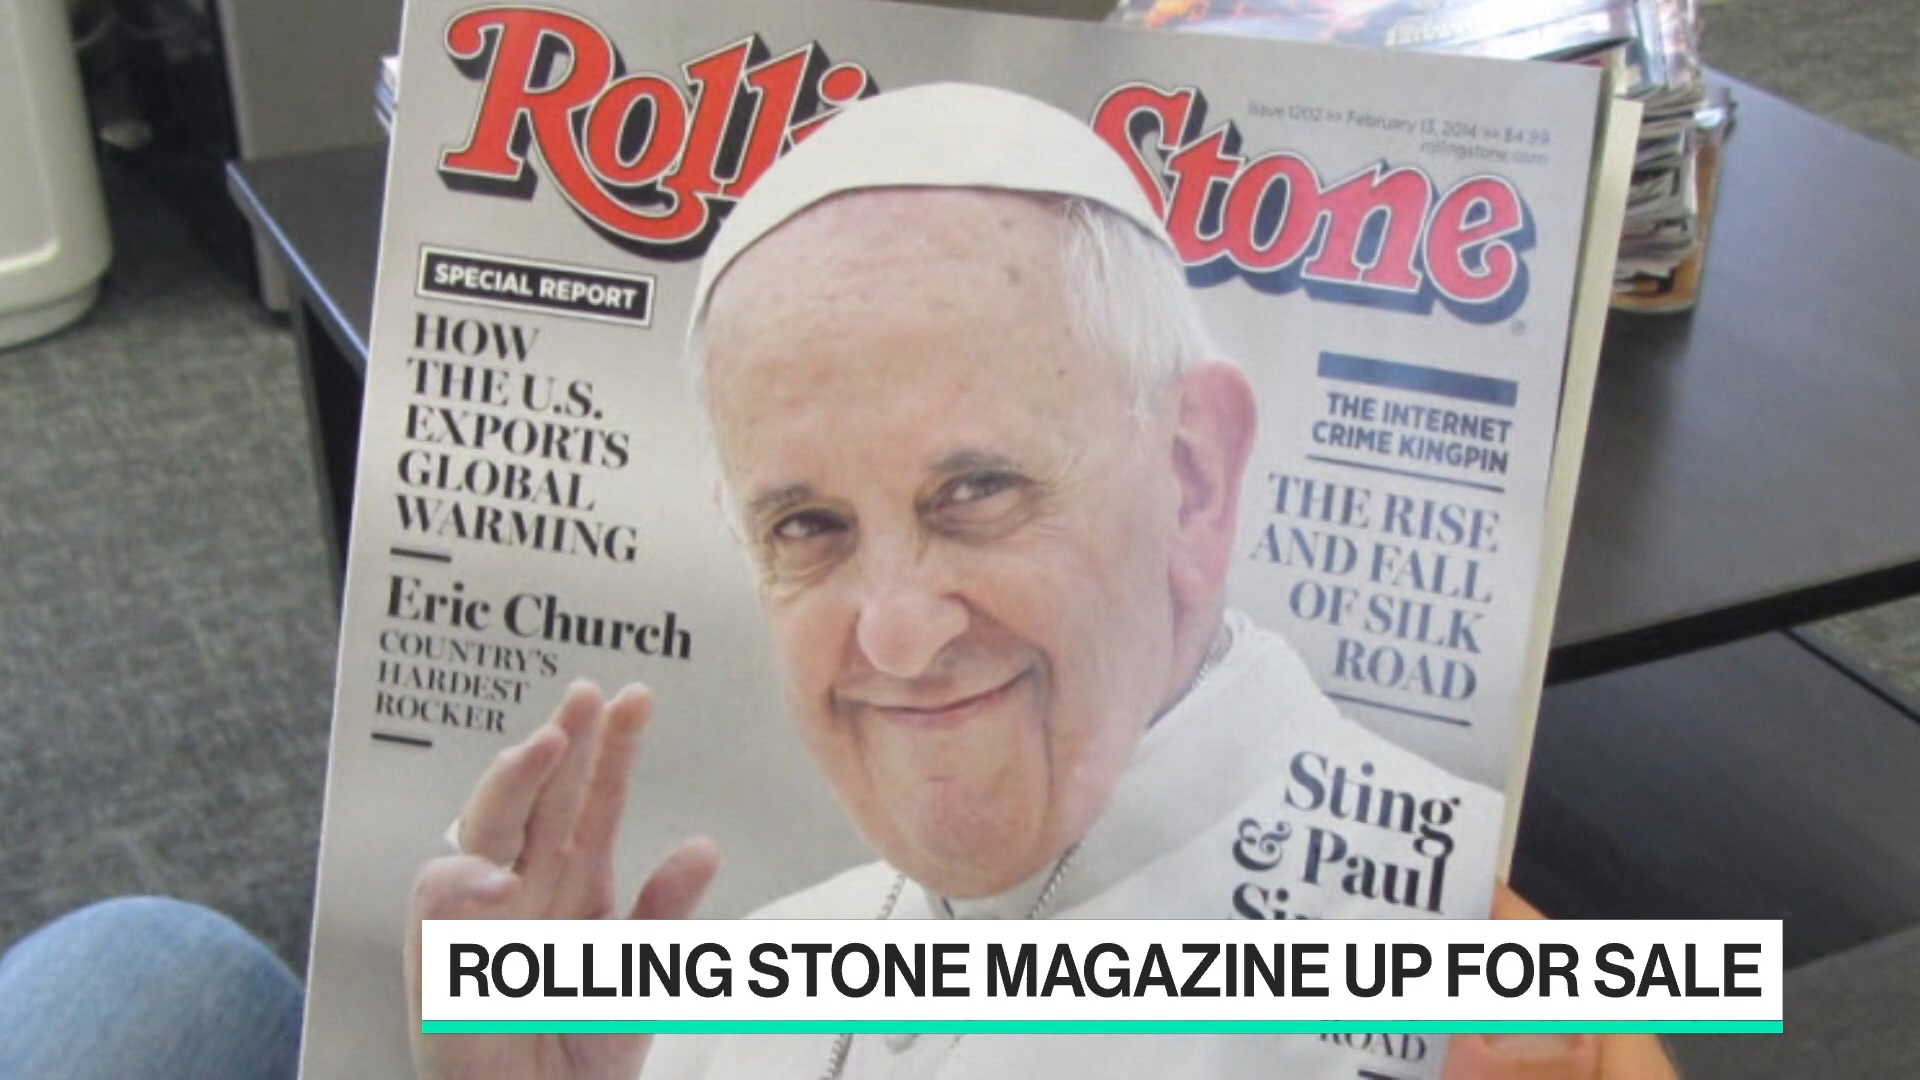 Rolli Stone
Issue 1202 >> February 13, 2014 >> $4.99
rollingstone.com
SPECIAL REPORT
HOW
THE U.S.
EXPORTS
GLOBAL
WARMING
Eric Church
COUNTRY'S
HARDEST
ROCKER
THE INTERNET
CRIME KINGPIN
THE RISE
AND FALL
OF SILK
ROAD
Sting
& Paul
ROAD
ROLLING STONE MAGAZINE UP FOR SALE